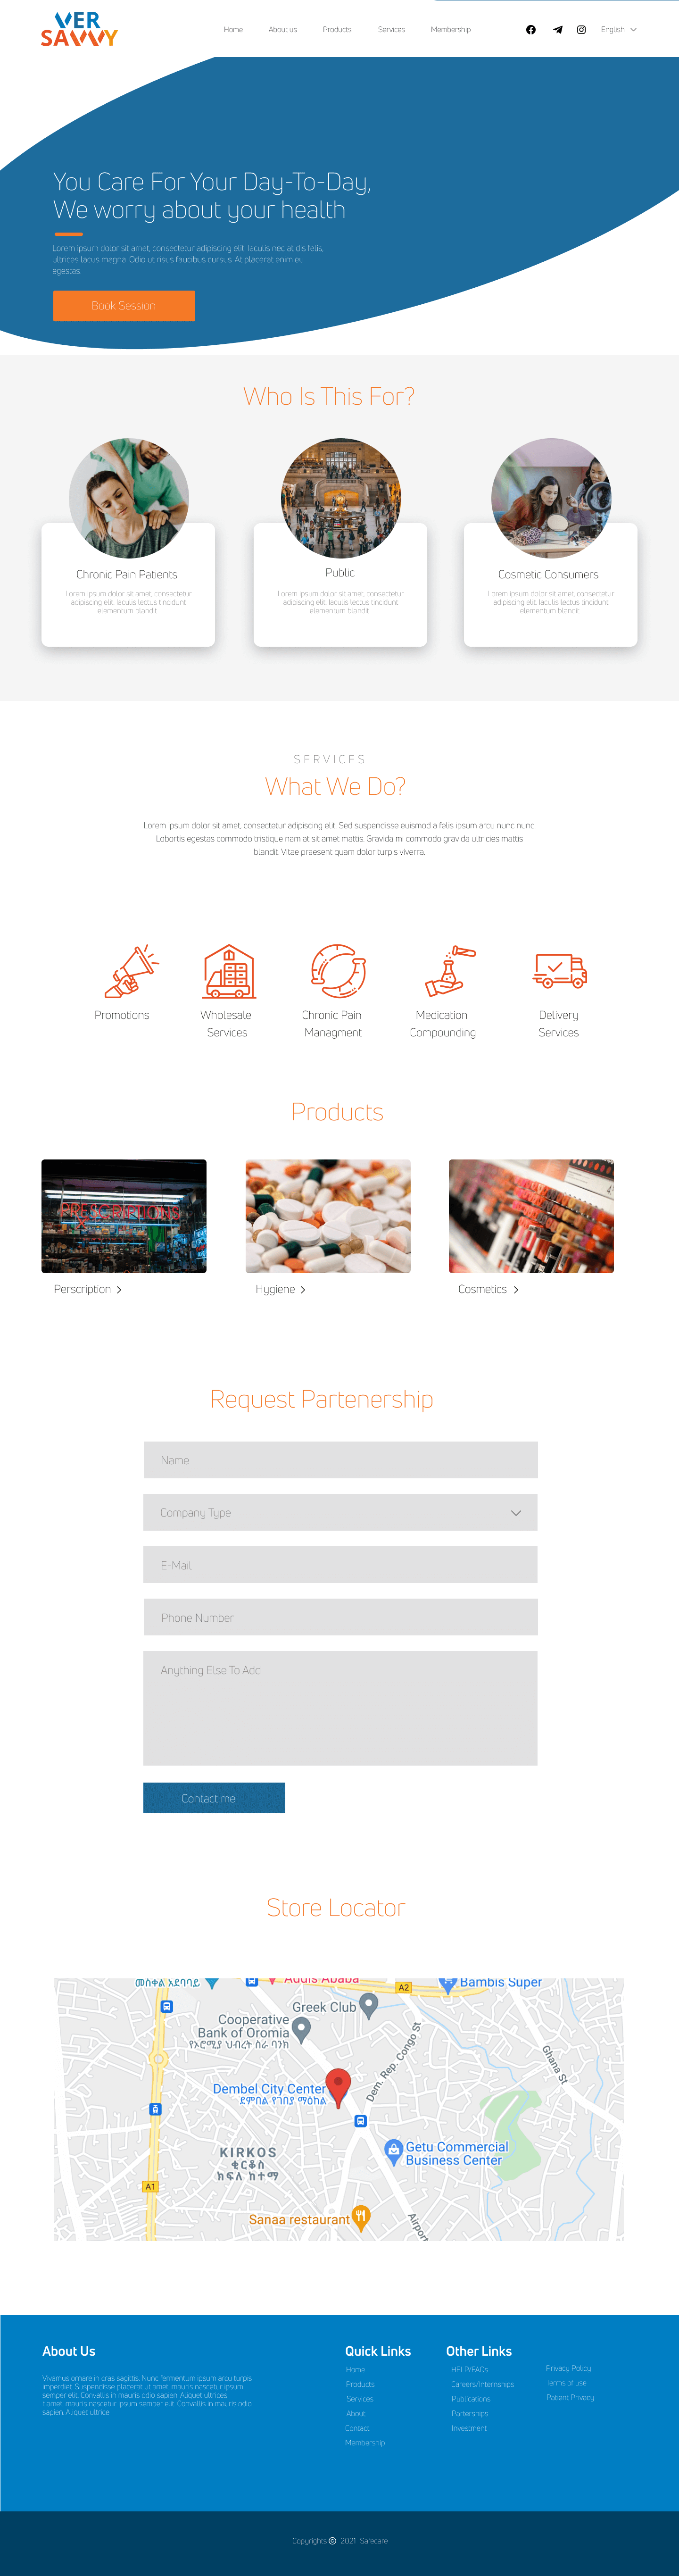 VER
SAVVY
Home
About us
Products
Services
Membership
English
You Care For Your Day-To-Day,
We worry about your health
Lorem ipsum dolor sit amet, consectetur adipiscing elit. Iaculis nec at dis felis,
ultrices lacus magna. Odio ut risus faucibus cursus. At placerat enim eu
egestas.
Book Session
Who Is This For?
Chronic Pain Patients
Lorem ipsum dolor sit amet, consectetur
adipiscing elit. Iaculis lectus tincidunt
elementum blandit.
Public
Lorem ipsum dolor sit amet, consectetur
adipiscing elit. Iaculis lectus tincidunt
elementum blandit.
Cosmetic Consumers
Lorem ipsum dolor sit amet, consectetur
adipiscing elit. Iaculis lectus tincidunt
elementum blandit.
SERVICES
What We Do?
Lorem ipsum dolor sit amet, consectetur adipiscing elit. Sed suspendisse euismod a felis ipsum arcu nunc nunc.
Lobortis egestas commodo tristique nam at sit amet mattis. Gravida mi commodo gravida ultricies mattis
blandit. Vitae praesent quam dolor turpis viverra.
Promotions
Wholesale
Services
Chronic Pain
Managment
Medication
Compounding
Delivery
Services
Products
PRESCRIPTIONS
Perscription
Hygiene
Cosmetics
Request Partenership
Name
Company Type
E-Mail
Phone Number
Anything Else To Add
Contact me
Store Locator
መስቀል አደባባይ
Addis Ababa
A2
Bambis Super
Greek Club
Cooperative
Bank of Oromia
የኦሮሚያ ህብረት ስራ ባንክ
Dem. Rep. Congo St
Ghana St
Dembel City Center
ደምበል የገበያ ማዕከል
Getu Commercial
Business Center
KIRKOS
ቂርቆስ
ክፍለ ከተማ
A1
Sanaa restaurant
Airport
About Us
Vivamus ornare in cras sagittis. Nunc fermentum ipsum arcu turpis
imperdiet. Suspendisse placerat ut amet, mauris nascetur ipsum
semper elit. Convallis in mauris odio sapien. Aliquet ultrices
t amet, mauris nascetur ipsum semper elit. Convallis in mauris odio
sapien. Aliquet ultrice
Quick Links
Home
Products
Services
About
Contact
Membership
Other Links
HELP/FAQs
Careers/Internships
Publications
Parterships
Investment
Privacy Policy
Terms of use
Patient Privacy
Copyrights © 2021 Safecare